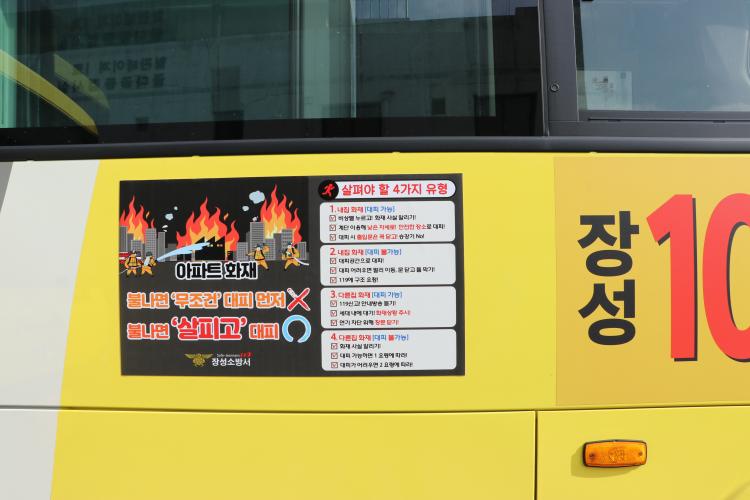 아파트 화재
불나면 '무조건' 대피 먼저
불나면 '살피고' 대피
장성소방서
살펴야 할 4가지 유형
1. 내집 화재 [대피 가능]
비상벨 누르고! 화재 사실 알리기!
계단 이용해 낮은 자세로! 안전한 장소로 대피!
대피 시 출입문은 꼭 닫고! 승강기 No!
2. 내집 화재 [대피 불가능]
대피공간으로 대피!
대피 어려우면 멀리 이동, 문 닫고 틈 막기!
119에 구조 요청!
3. 다른집 화재 [대피 가능]
119신고! 안내방송 듣기!
세대 내에 대기! 화재상황 주시!
연기 차단 위해 창문 닫기!
4. 다른집 화재 [대피 불가능]
화재 사실 알리기!
대피 가능하면 1 요령에 따라!
대피가 어려우면 2 요령에 따라!
장성
10